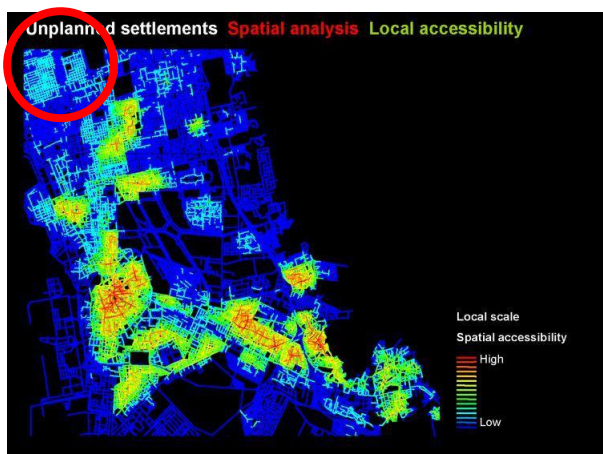 Unplanned settlements Spatial analysis Local accessibility
Local scale
Spatial accessibility
High
Low